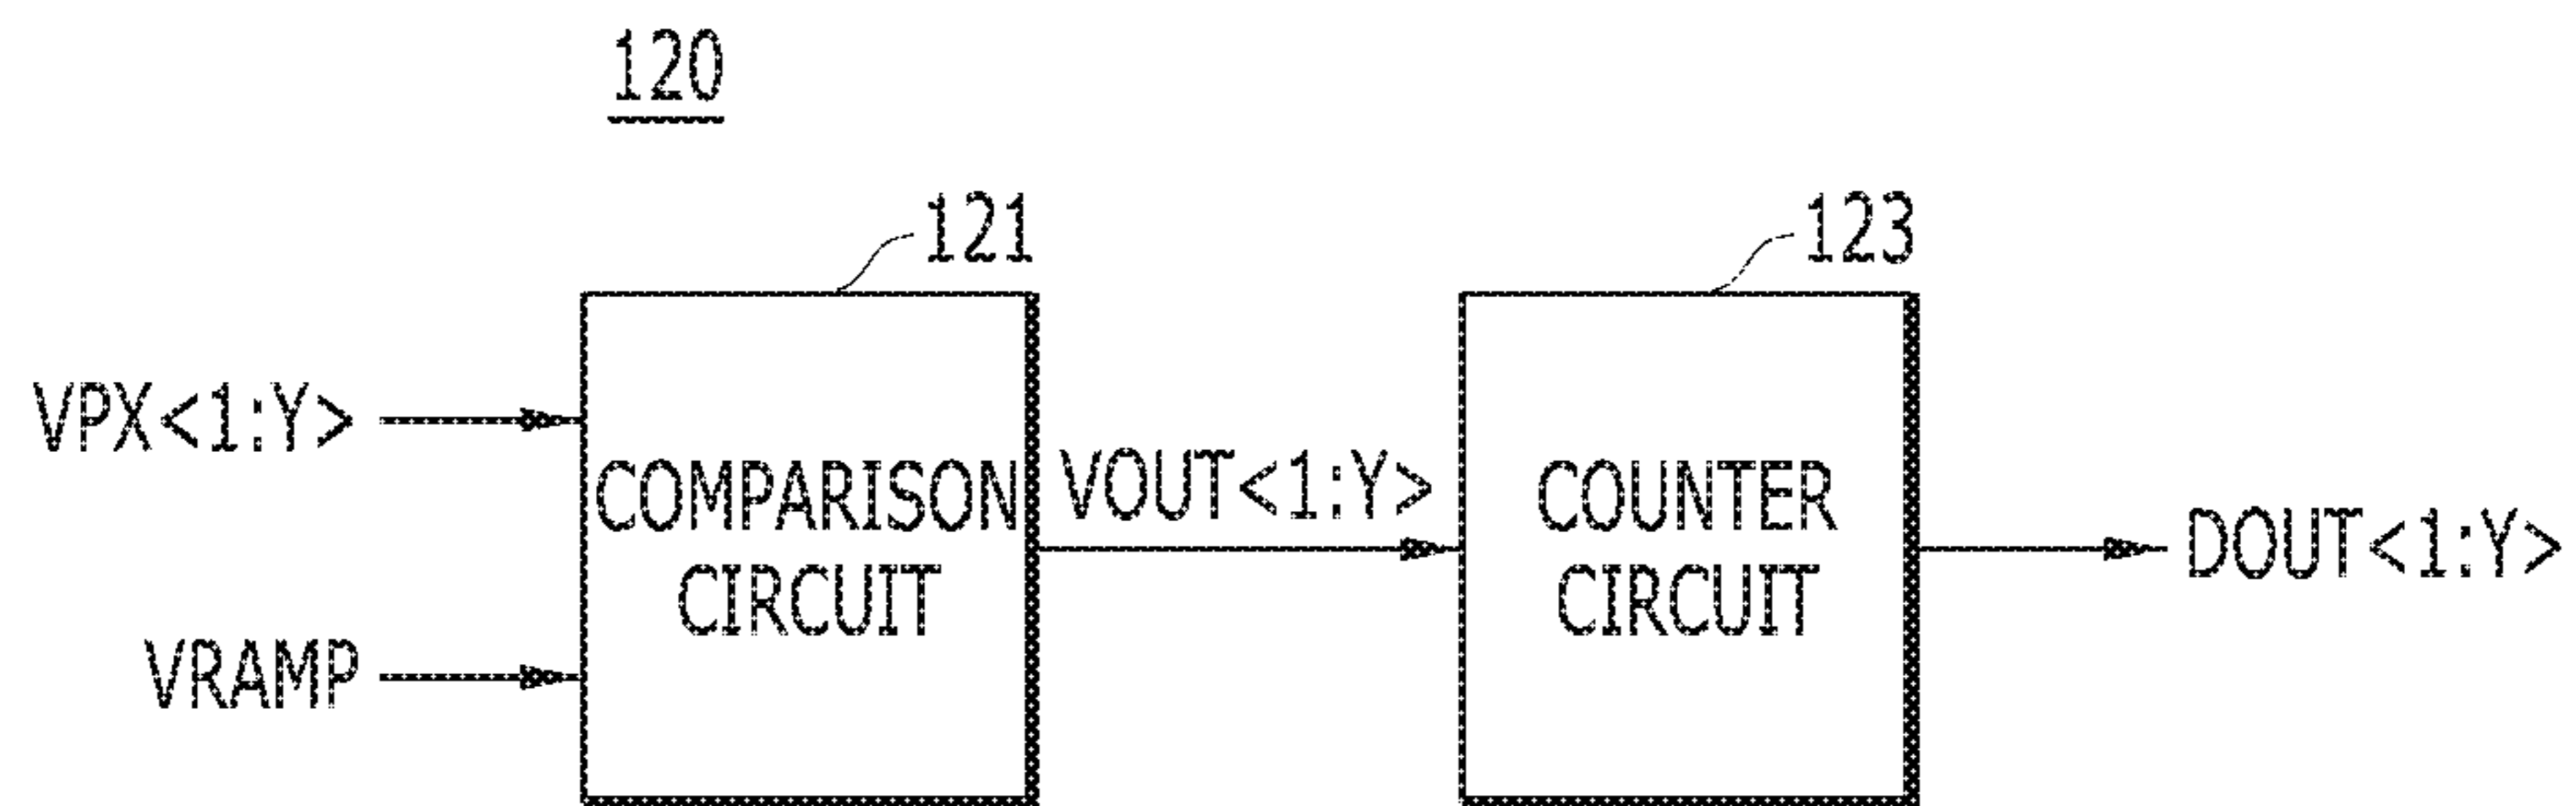 120
121
123
VPX<1:Y>
VRAMP
COMPARISON
CIRCUIT
VOUT<1:Y>
COUNTER
CIRCUIT
DOUT<1:Y>